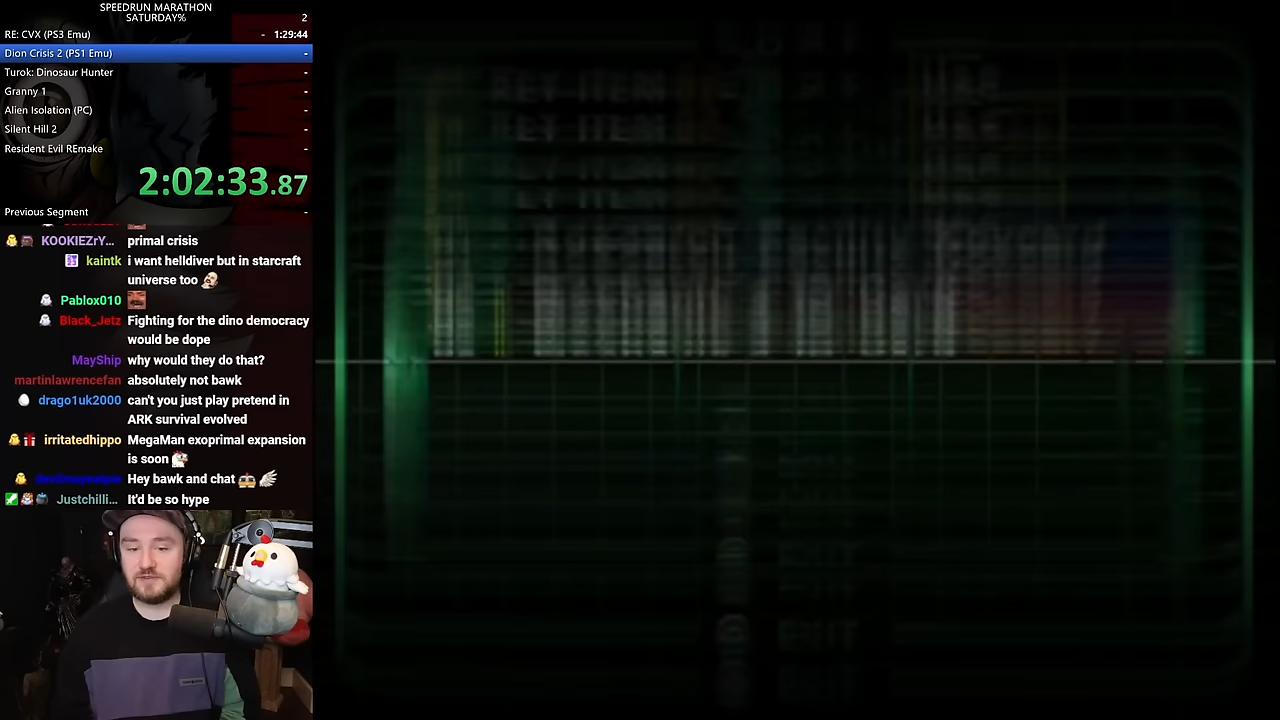 SPEEDRUN MARATHON
SATURDAY%
2
RE: CVX (PS3 Emu) - 1:29:44
Dion Crisis 2 (PS1 Emu) -
Turok: Dinosaur Hunter -
Granny 1 -
Alien Isolation (PC) -
Silent Hill 2 -
Resident Evil REmake -
2:02:33.87
Previous Segment -
KOOKIEZrY... primal crisis
kaintk i want helldiver but in starcraft
universe too
Pablox010
Black_Jetz Fighting for the dino democracy
would be dope
MayShip why would they do that?
martinlawrencefan absolutely not bawk
drago1uk2000 can't you just play pretend in
ARK survival evolved
irritatedhippo MegaMan exoprimal expansion
is soon
Hey bawk and chat
Justchilli... It'd be so hype
KEY ITEM
EXIT